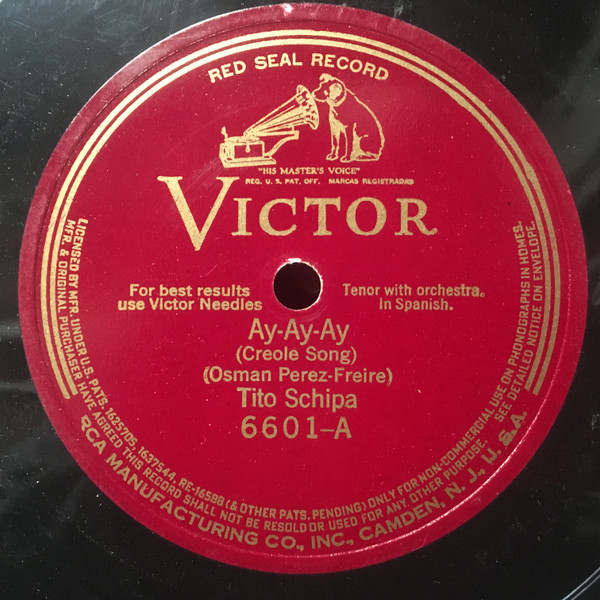 RED SEAL RECORD
"HIS MASTER'S VOICE"
REG. U. S. PAT. OFF. MARCAS REGISTRADAS
VICTOR
For best results
use Victor Needles
Tenor with orchestra.
In Spanish.
Ay-Ay-Ay
(Creole Song)
(Osman Perez-Freire)
Tito Schipa
6601-A
LICENSED BY MFR. UNDER U.S. PATS. 1625705, 1637544, RE-16588 (& OTHER PATS. PENDING) ONLY FOR NON-COMMERCIAL USE ON PHONOGRAPHS IN HOMES.
MFR. & ORIGINAL PURCHASER HAVE AGREED THIS RECORD SHALL NOT BE RESOLD OR USED FOR ANY OTHER PURPOSE. SEE DETAILED NOTICE ON ENVELOPE.
RCA MANUFACTURING CO., INC., CAMDEN, N. J., U. S. A.